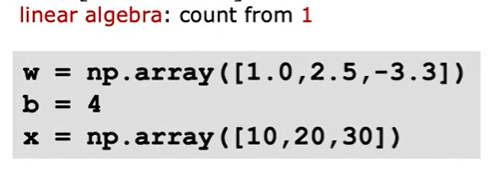 linear algebra: count from 1
w = np.array([1.0,2.5,-3.3])
b = 4
x = np.array([10,20,30])